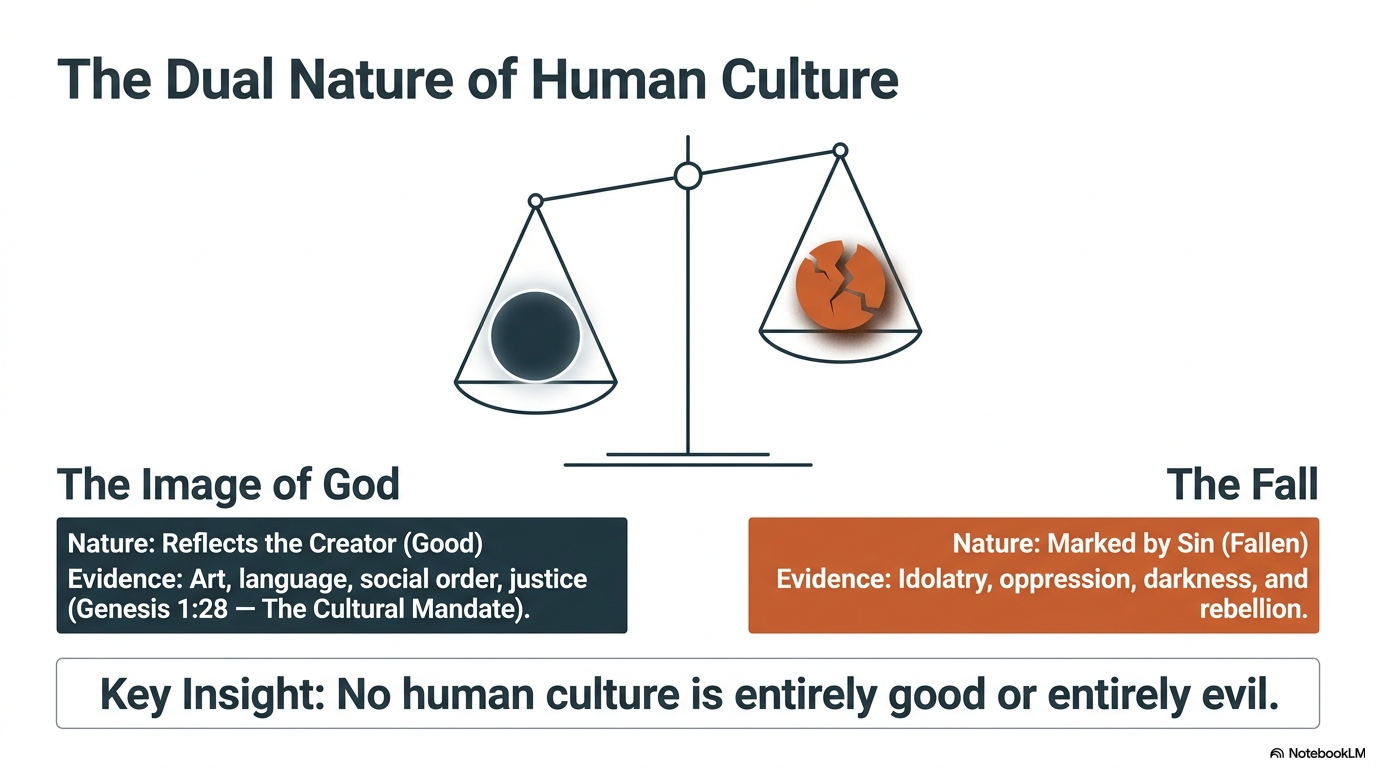 The Dual Nature of Human Culture
The Image of God
Nature: Reflects the Creator (Good)
Evidence: Art, language, social order, justice
(Genesis 1:28 — The Cultural Mandate).
The Fall
Nature: Marked by Sin (Fallen)
Evidence: Idolatry, oppression, darkness, and
rebellion.
Key Insight: No human culture is entirely good or entirely evil.
NotebookLM